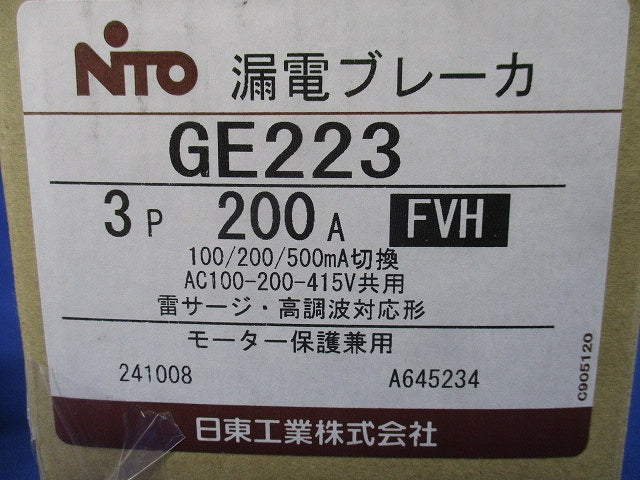 NiTO 漏電ブレーカ
GE223
3P 200A FVH
100/200/500mA切換
AC100-200-415V共用
雷サージ・高調波対応形
モーター保護兼用
241008 A645234
C905120
日東工業株式会社